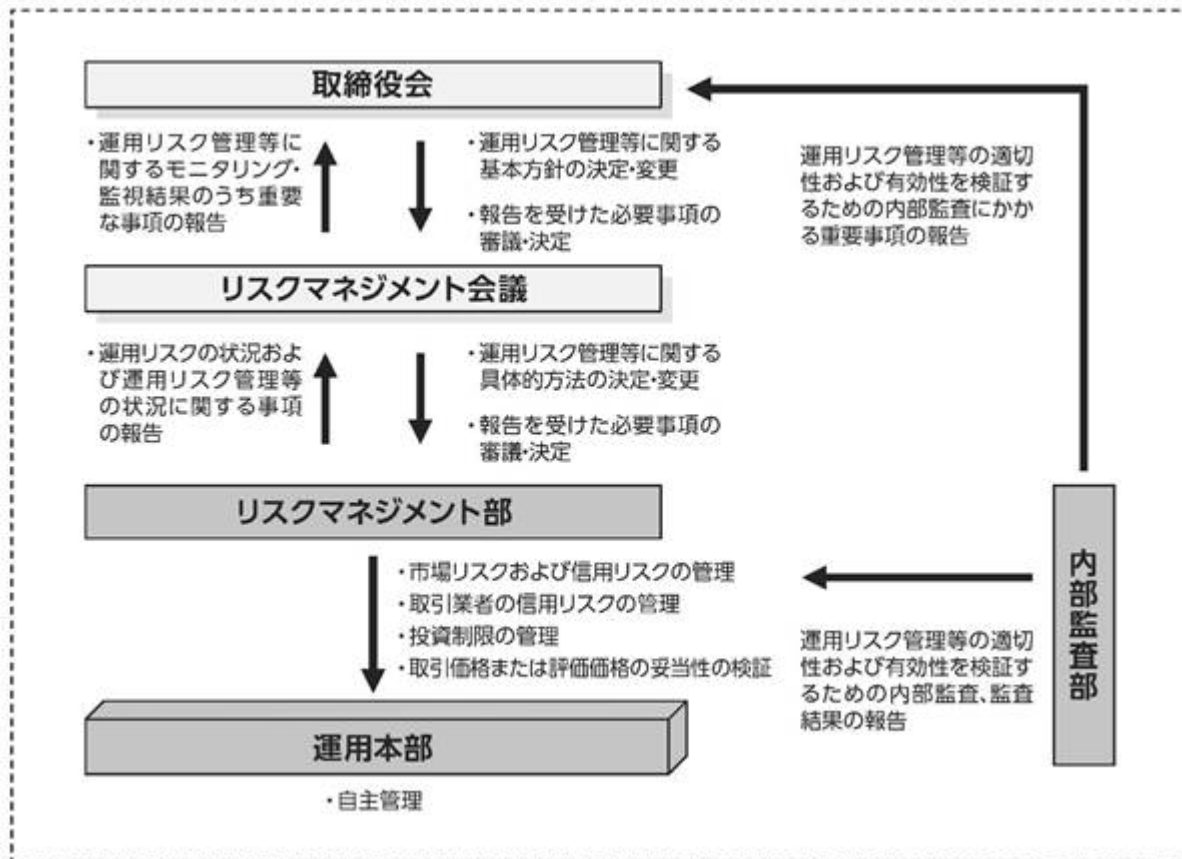 取締役会
・運用リスク管理等に
関するモニタリング・
監視結果のうち重要
な事項の報告
・運用リスク管理等に関する
基本方針の決定・変更
・報告を受けた必要事項の
審議・決定
運用リスク管理等の適切
性および有効性を検証す
るための内部監査にかか
る重要事項の報告
リスクマネジメント会議
・運用リスクの状況およ
び運用リスク管理等
の状況に関する事項
の報告
・運用リスク管理等に関する
具体的方法の決定・変更
・報告を受けた必要事項の
審議・決定
リスクマネジメント部
・市場リスクおよび信用リスクの管理
・取引業者の信用リスクの管理
・投資制限の管理
・取引価格または評価価格の妥当性の検証
運用リスク管理等の適切
性および有効性を検証す
るための内部監査、監査
結果の報告
内部監査部
運用本部
・自主管理